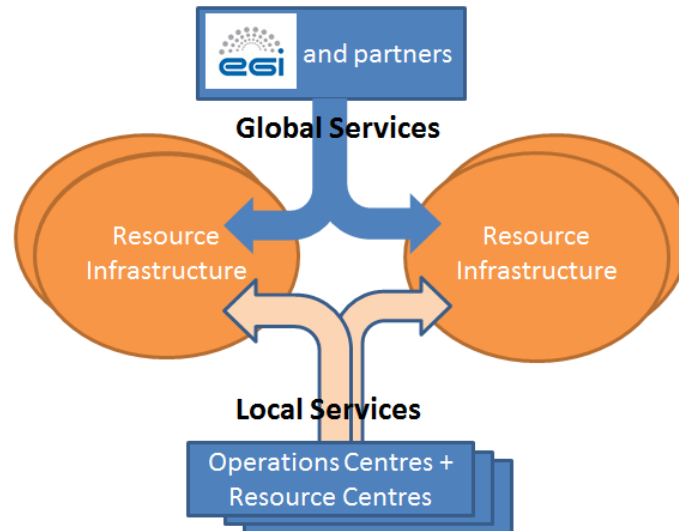 egi and partners
Global Services
Resource
Infrastructure
Resource
Infrastructure
Local Services
Operations Centres +
Resource Centres